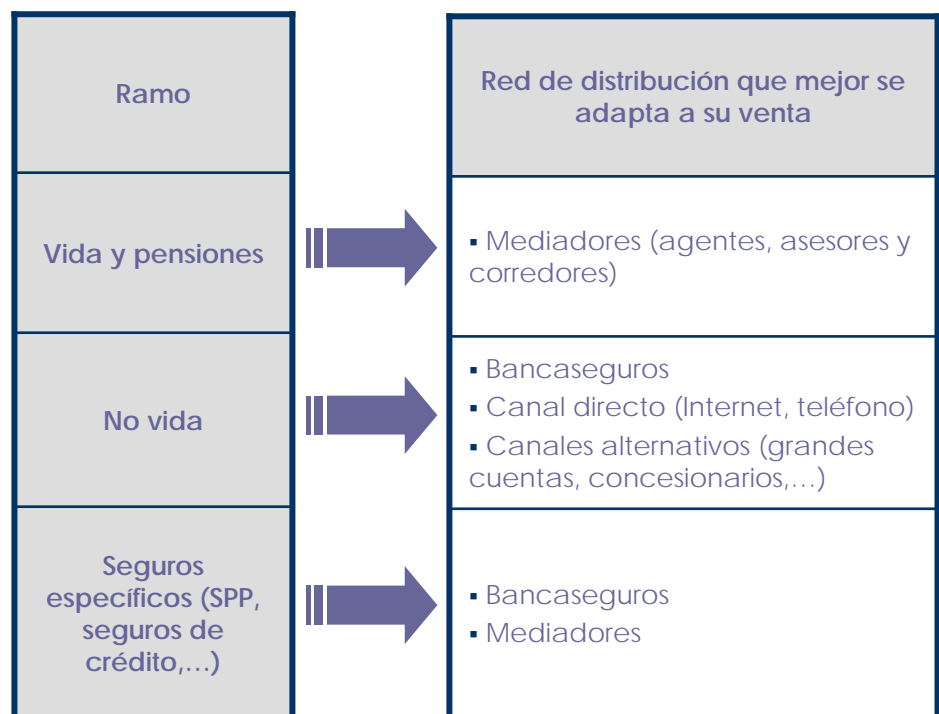 Ramo
Red de distribución que mejor se
adapta a su venta
Vida y pensiones
▪ Mediadores (agentes, asesores y
corredores)
No vida
▪ Bancaseguros
▪ Canal directo (Internet, teléfono)
▪ Canales alternativos (grandes
cuentas, concesionarios,…)
Seguros
específicos (SPP,
seguros de
crédito,…)
▪ Bancaseguros
▪ Mediadores